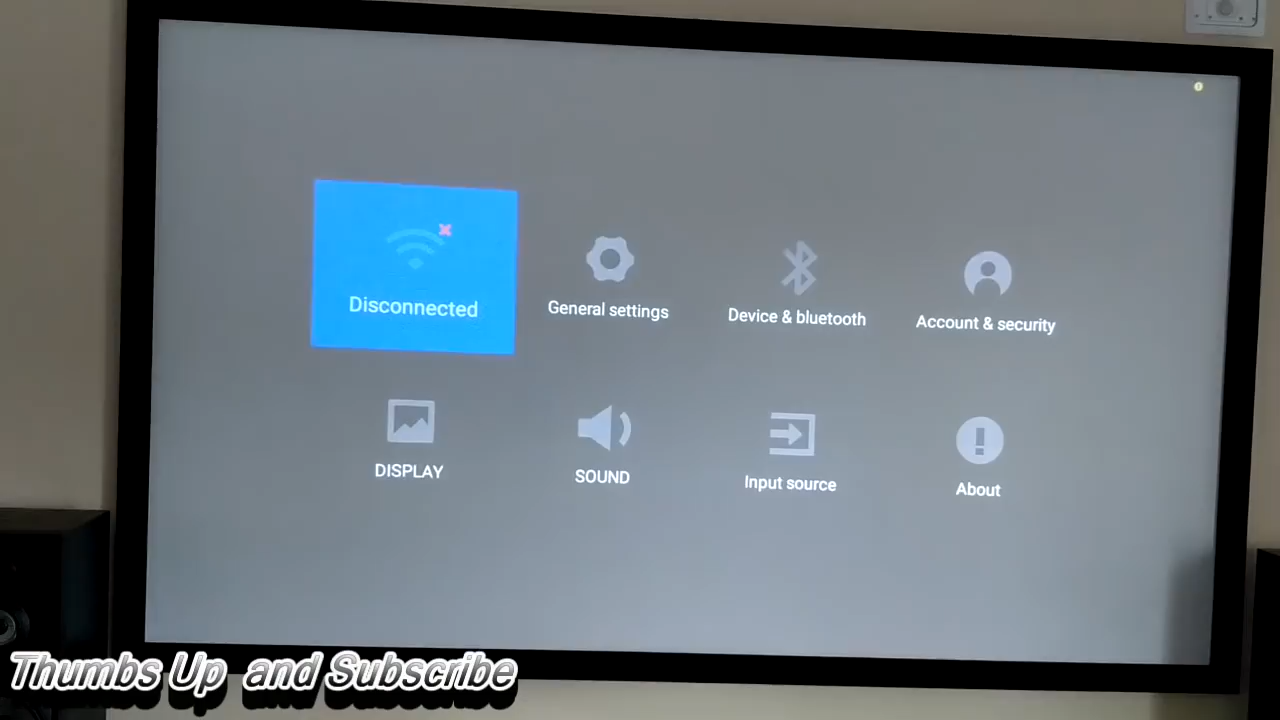 Disconnected
General settings
Device & bluetooth
Account & security
DISPLAY
SOUND
Input source
About
Thumbs Up and Subscribe